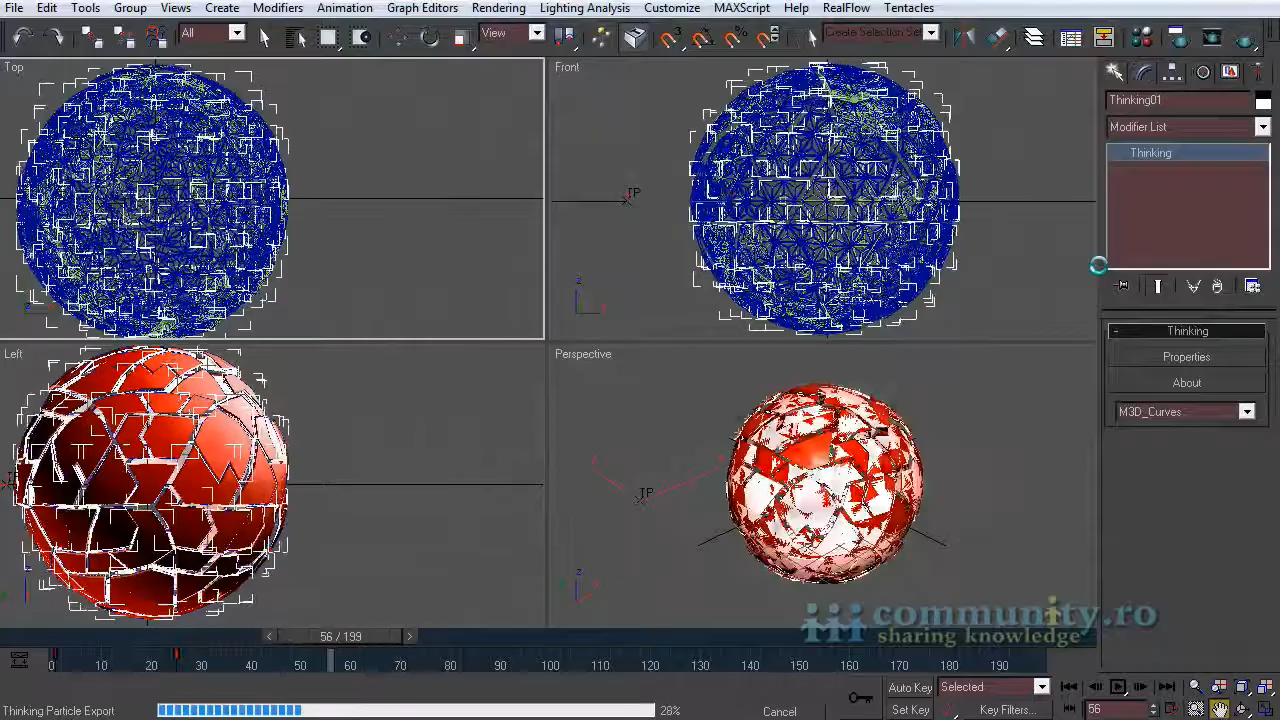 File Edit Tools Group Views Create Modifiers Animation Graph Editors Rendering Lighting Analysis Customize MAXScript Help RealFlow Tentacles
All View 3 Create Selection Set
Top Front
Thinking01
Modifier List
Thinking
TP
z
z
Thinking
Properties
About
M3D_Curves
Left Perspective
TP
z
community.ro
sharing knowledge
< 56 / 199 >
0 10 20 30 40 50 60 70 80 90 100 110 120 130 140 150 160 170 180 190
Auto Key Selected
Thinking Particle Export 28% Cancel Set Key Key Filters... 56